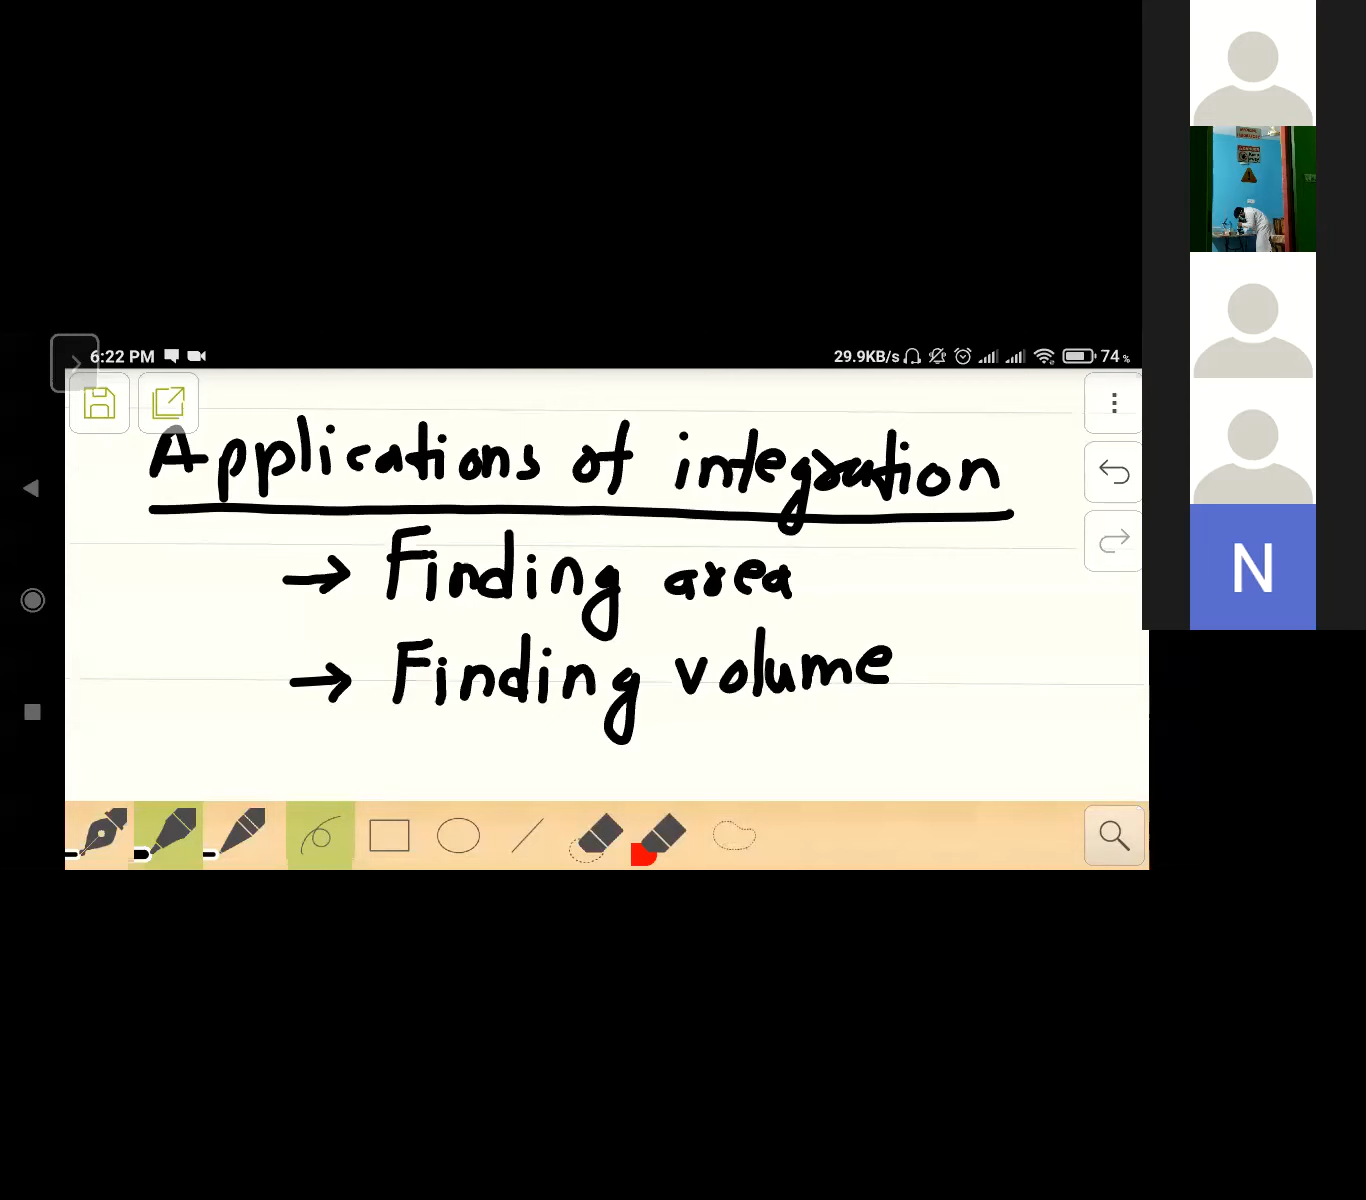 6:22 PM 29.9KB/s 74%
Applications of integration
→ Finding area
→ Finding volume
N